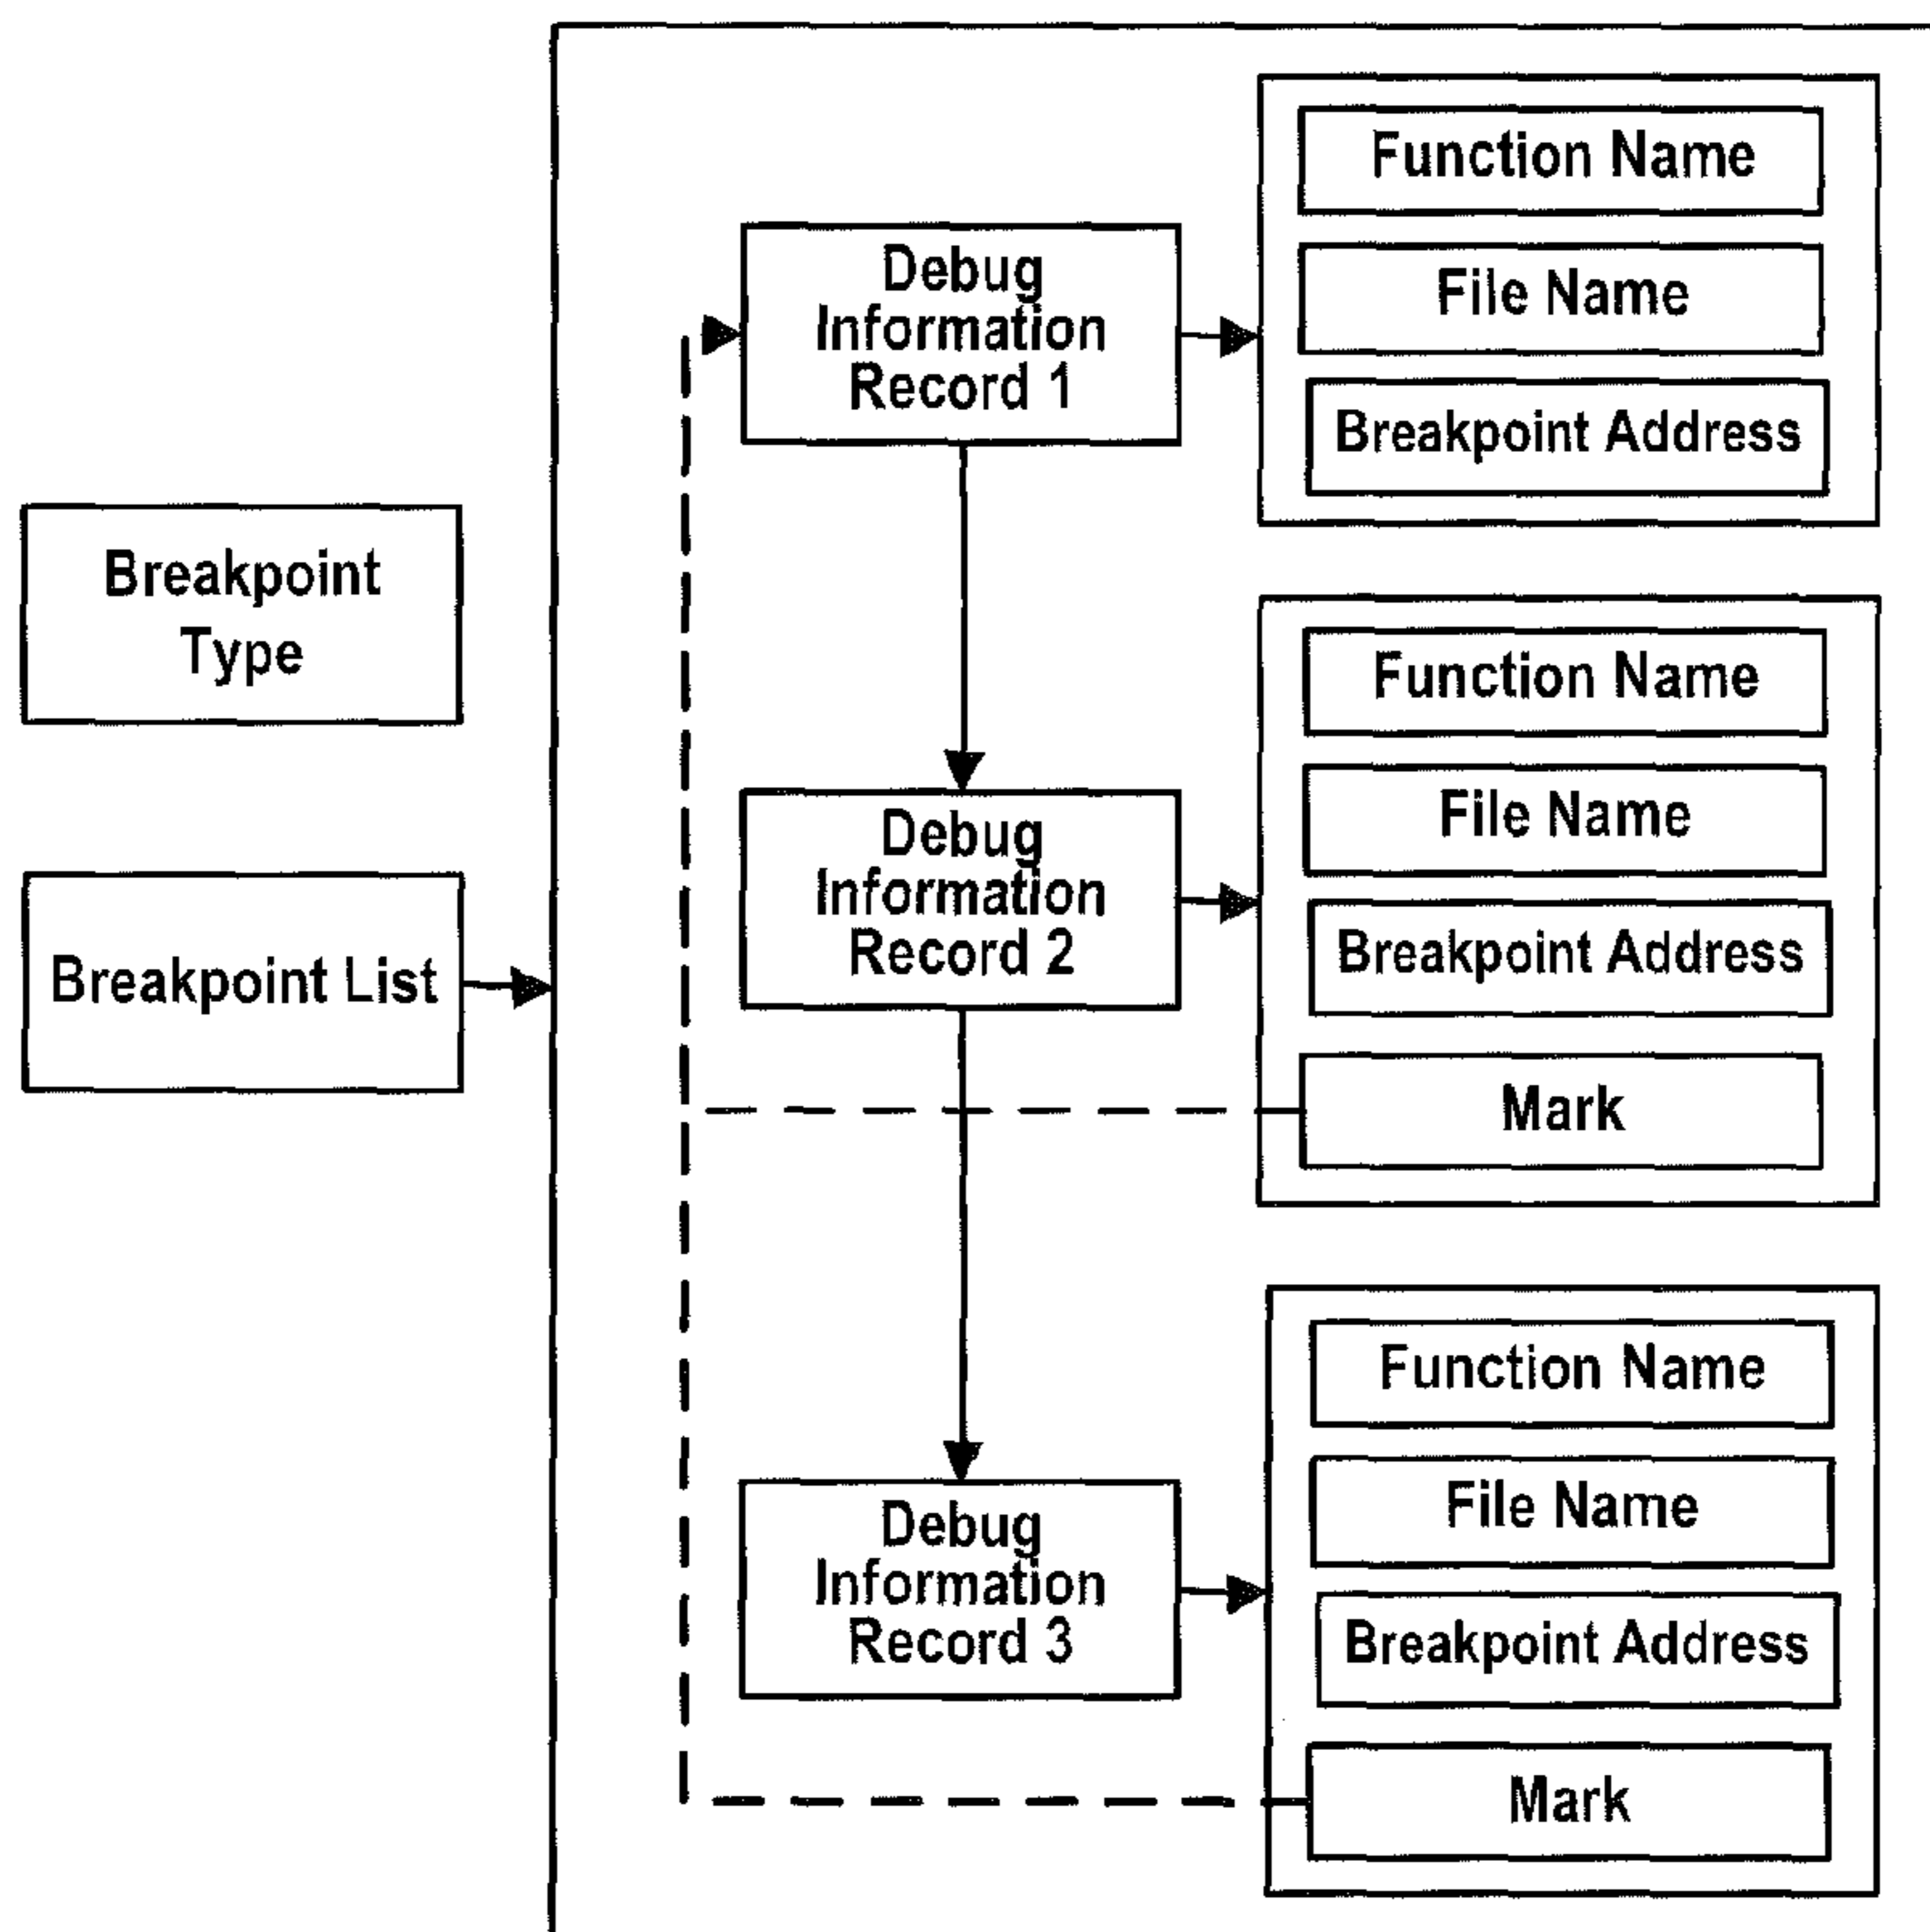 Breakpoint
Type
Breakpoint List
Debug
Information
Record 1
Function Name
File Name
Breakpoint Address
Debug
Information
Record 2
Function Name
File Name
Breakpoint Address
Mark
Debug
Information
Record 3
Function Name
File Name
Breakpoint Address
Mark